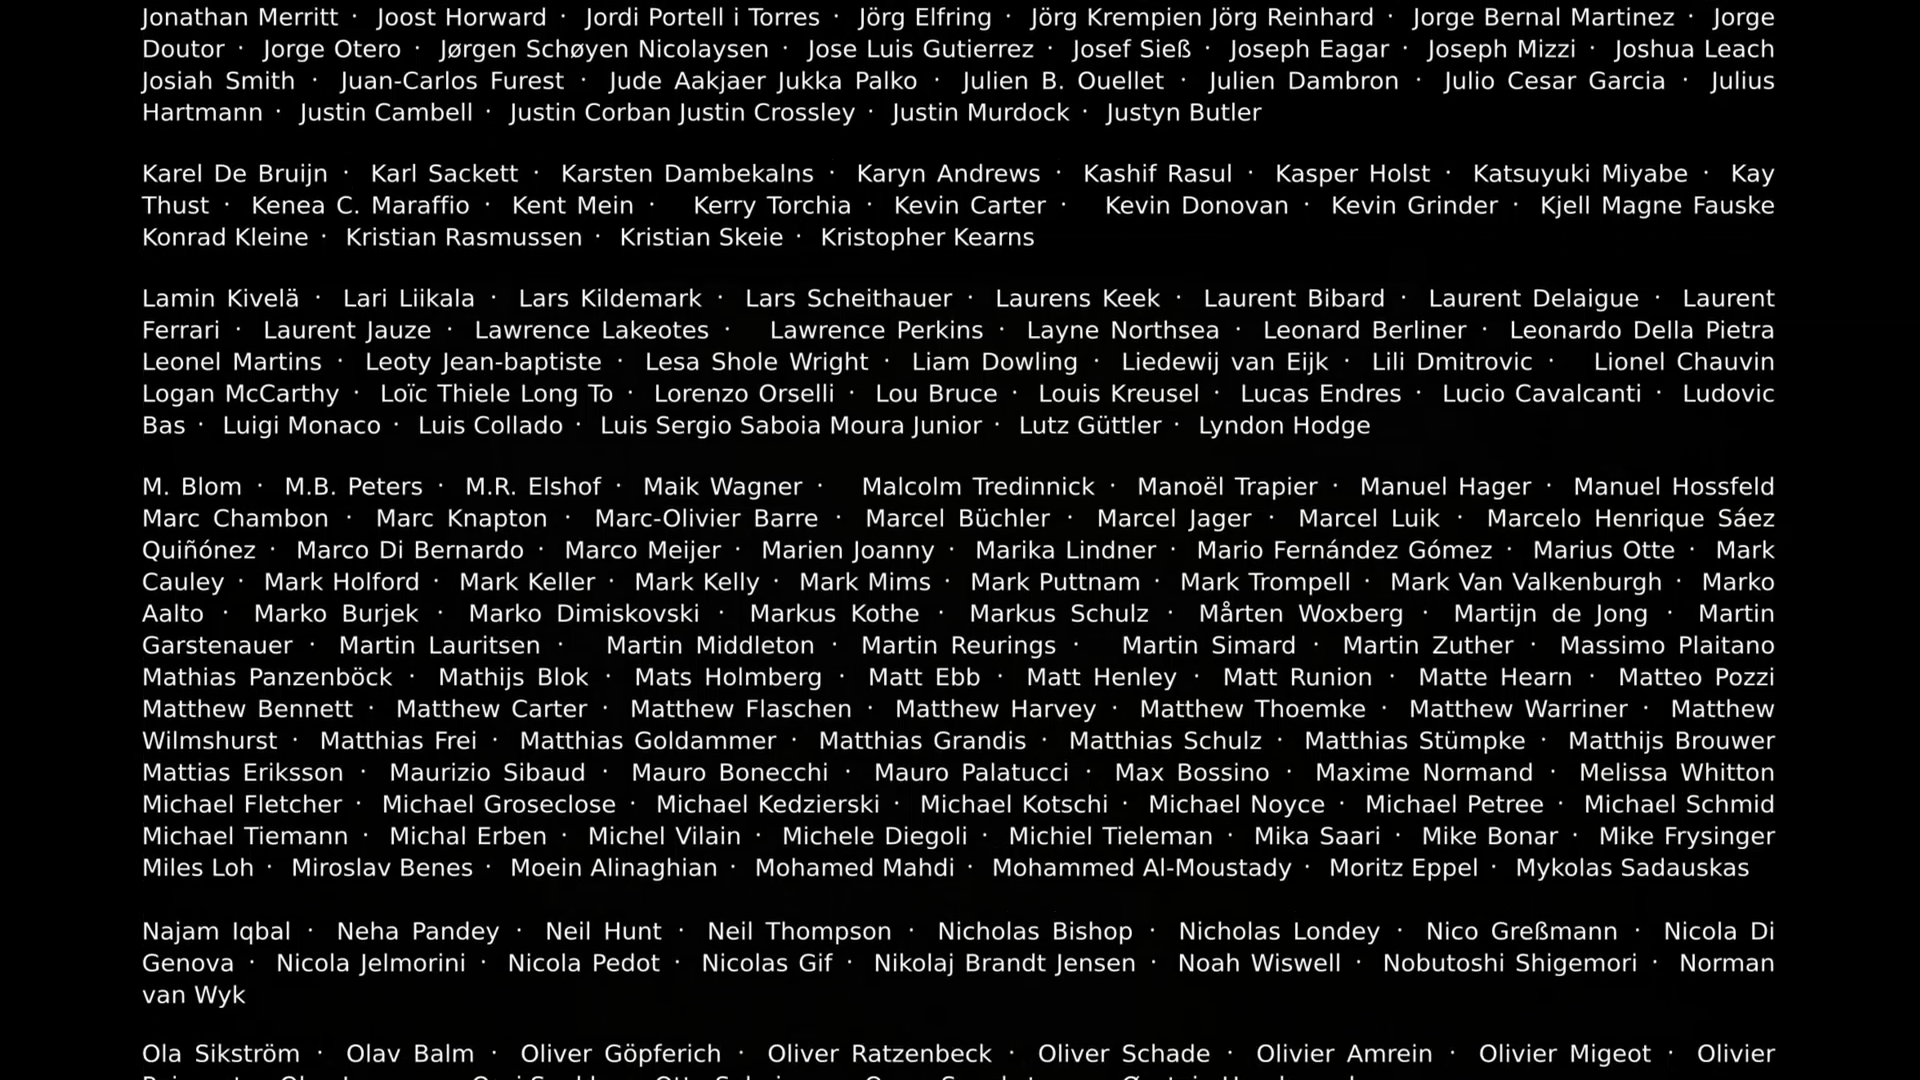 Jonathan Merritt · Joost Horward · Jordi Portell i Torres · Jörg Elfring · Jörg Krempien Jörg Reinhard · Jorge Bernal Martinez · Jorge
Doutor · Jorge Otero · Jørgen Schøyen Nicolaysen · Jose Luis Gutierrez · Josef Sieß · Joseph Eagar · Joseph Mizzi · Joshua Leach
Josiah Smith · Juan-Carlos Furest · Jude Aakjaer Jukka Palko · Julien B. Ouellet · Julien Dambron · Julio Cesar Garcia · Julius
Hartmann · Justin Cambell · Justin Corban Justin Crossley · Justin Murdock · Justyn Butler
Karel De Bruijn · Karl Sackett · Karsten Dambekalns · Karyn Andrews · Kashif Rasul · Kasper Holst · Katsuyuki Miyabe · Kay
Thust · Kenea C. Maraffio · Kent Mein · Kerry Torchia · Kevin Carter · Kevin Donovan · Kevin Grinder · Kjell Magne Fauske
Konrad Kleine · Kristian Rasmussen · Kristian Skeie · Kristopher Kearns
Lamin Kivelä · Lari Liikala · Lars Kildemark · Lars Scheithauer · Laurens Keek · Laurent Bibard · Laurent Delaigue · Laurent
Ferrari · Laurent Jauze · Lawrence Lakeotes · Lawrence Perkins · Layne Northsea · Leonard Berliner · Leonardo Della Pietra
Leonel Martins · Leoty Jean-baptiste · Lesa Shole Wright · Liam Dowling · Liedewij van Eijk · Lili Dmitrovic · Lionel Chauvin
Logan McCarthy · Loïc Thiele Long To · Lorenzo Orselli · Lou Bruce · Louis Kreusel · Lucas Endres · Lucio Cavalcanti · Ludovic
Bas · Luigi Monaco · Luis Collado · Luis Sergio Saboia Moura Junior · Lutz Güttler · Lyndon Hodge
M. Blom · M.B. Peters · M.R. Elshof · Maik Wagner · Malcolm Tredinnick · Manoël Trapier · Manuel Hager · Manuel Hossfeld
Marc Chambon · Marc Knapton · Marc-Olivier Barre · Marcel Büchler · Marcel Jager · Marcel Luik · Marcelo Henrique Sáez
Quiñónez · Marco Di Bernardo · Marco Meijer · Marien Joanny · Marika Lindner · Mario Fernández Gómez · Marius Otte · Mark
Cauley · Mark Holford · Mark Keller · Mark Kelly · Mark Mims · Mark Puttnam · Mark Trompell · Mark Van Valkenburgh · Marko
Aalto · Marko Burjek · Marko Dimiskovski · Markus Kothe · Markus Schulz · Mårten Woxberg · Martijn de Jong · Martin
Garstenauer · Martin Lauritsen · Martin Middleton · Martin Reurings · Martin Simard · Martin Zuther · Massimo Plaitano
Mathias Panzenböck · Mathijs Blok · Mats Holmberg · Matt Ebb · Matt Henley · Matt Runion · Matte Hearn · Matteo Pozzi
Matthew Bennett · Matthew Carter · Matthew Flaschen · Matthew Harvey · Matthew Thoemke · Matthew Warriner · Matthew
Wilmshurst · Matthias Frei · Matthias Goldammer · Matthias Grandis · Matthias Schulz · Matthias Stümpke · Matthijs Brouwer
Mattias Eriksson · Maurizio Sibaud · Mauro Bonecchi · Mauro Palatucci · Max Bossino · Maxime Normand · Melissa Whitton
Michael Fletcher · Michael Groseclose · Michael Kedzierski · Michael Kotschi · Michael Noyce · Michael Petree · Michael Schmid
Michael Tiemann · Michal Erben · Michel Vilain · Michele Diegoli · Michiel Tieleman · Mika Saari · Mike Bonar · Mike Frysinger
Miles Loh · Miroslav Benes · Moein Alinaghian · Mohamed Mahdi · Mohammed Al-Moustady · Moritz Eppel · Mykolas Sadauskas
Najam Iqbal · Neha Pandey · Neil Hunt · Neil Thompson · Nicholas Bishop · Nicholas Londey · Nico Greßmann · Nicola Di
Genova · Nicola Jelmorini · Nicola Pedot · Nicolas Gif · Nikolaj Brandt Jensen · Noah Wiswell · Nobutoshi Shigemori · Norman
van Wyk
Ola Sikström · Olav Balm · Oliver Göpferich · Oliver Ratzenbeck · Oliver Schade · Olivier Amrein · Olivier Migeot · Olivier